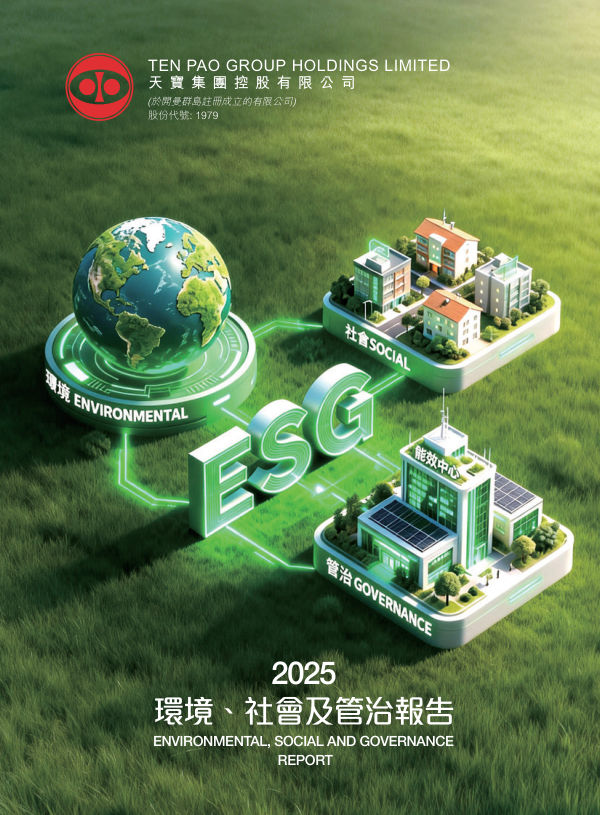 TEN PAO GROUP HOLDINGS LIMITED
天寶集團控股有限公司
(於開曼群島註冊成立的有限公司)
股份代號: 1979
社會 SOCIAL
環境 ENVIRONMENTAL
ESG
能效中心
管治 GOVERNANCE
2025
環境、社會及管治報告
ENVIRONMENTAL, SOCIAL AND GOVERNANCE
REPORT